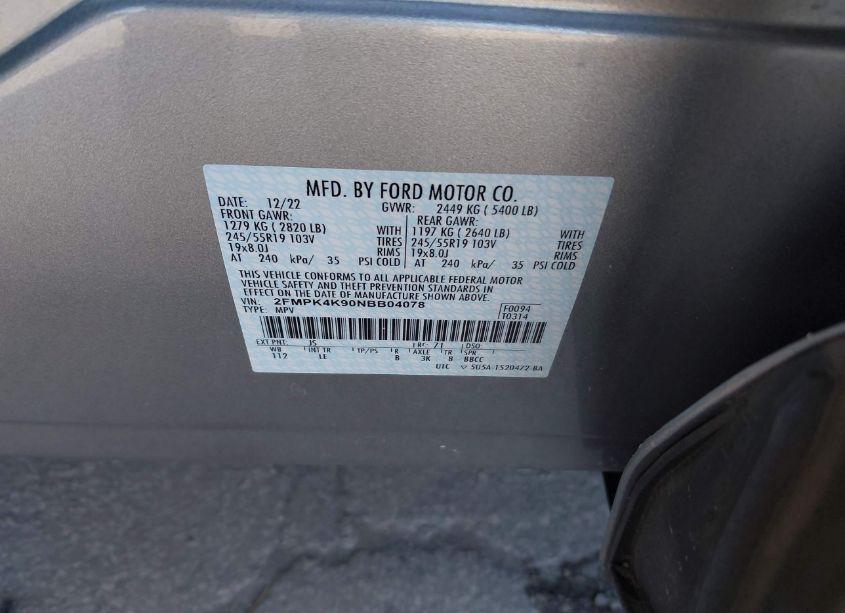 MFD. BY FORD MOTOR CO.
DATE: 12/22 GVWR: 2449 KG ( 5400 LB)
FRONT GAWR: REAR GAWR:
1279 KG ( 2820 LB) WITH 1197 KG ( 2640 LB) WITH
245/55R19 103V TIRES 245/55R19 103V TIRES
19x8.0J RIMS 19x8.0J RIMS
AT 240 kPa/ 35 PSI COLD AT 240 kPa/ 35 PSI COLD
THIS VEHICLE CONFORMS TO ALL APPLICABLE FEDERAL MOTOR
VEHICLE SAFETY AND THEFT PREVENTION STANDARDS IN
EFFECT ON THE DATE OF MANUFACTURE SHOWN ABOVE.
VIN: 2FMPK4K90NBB04078 F0094
TYPE: MPV T0314
EXT PNT: JS RC: 71 DSO:
WB INT TR TP/PS R AXLE TR SPR
112 LE B 3K 8 BBCC
UTC